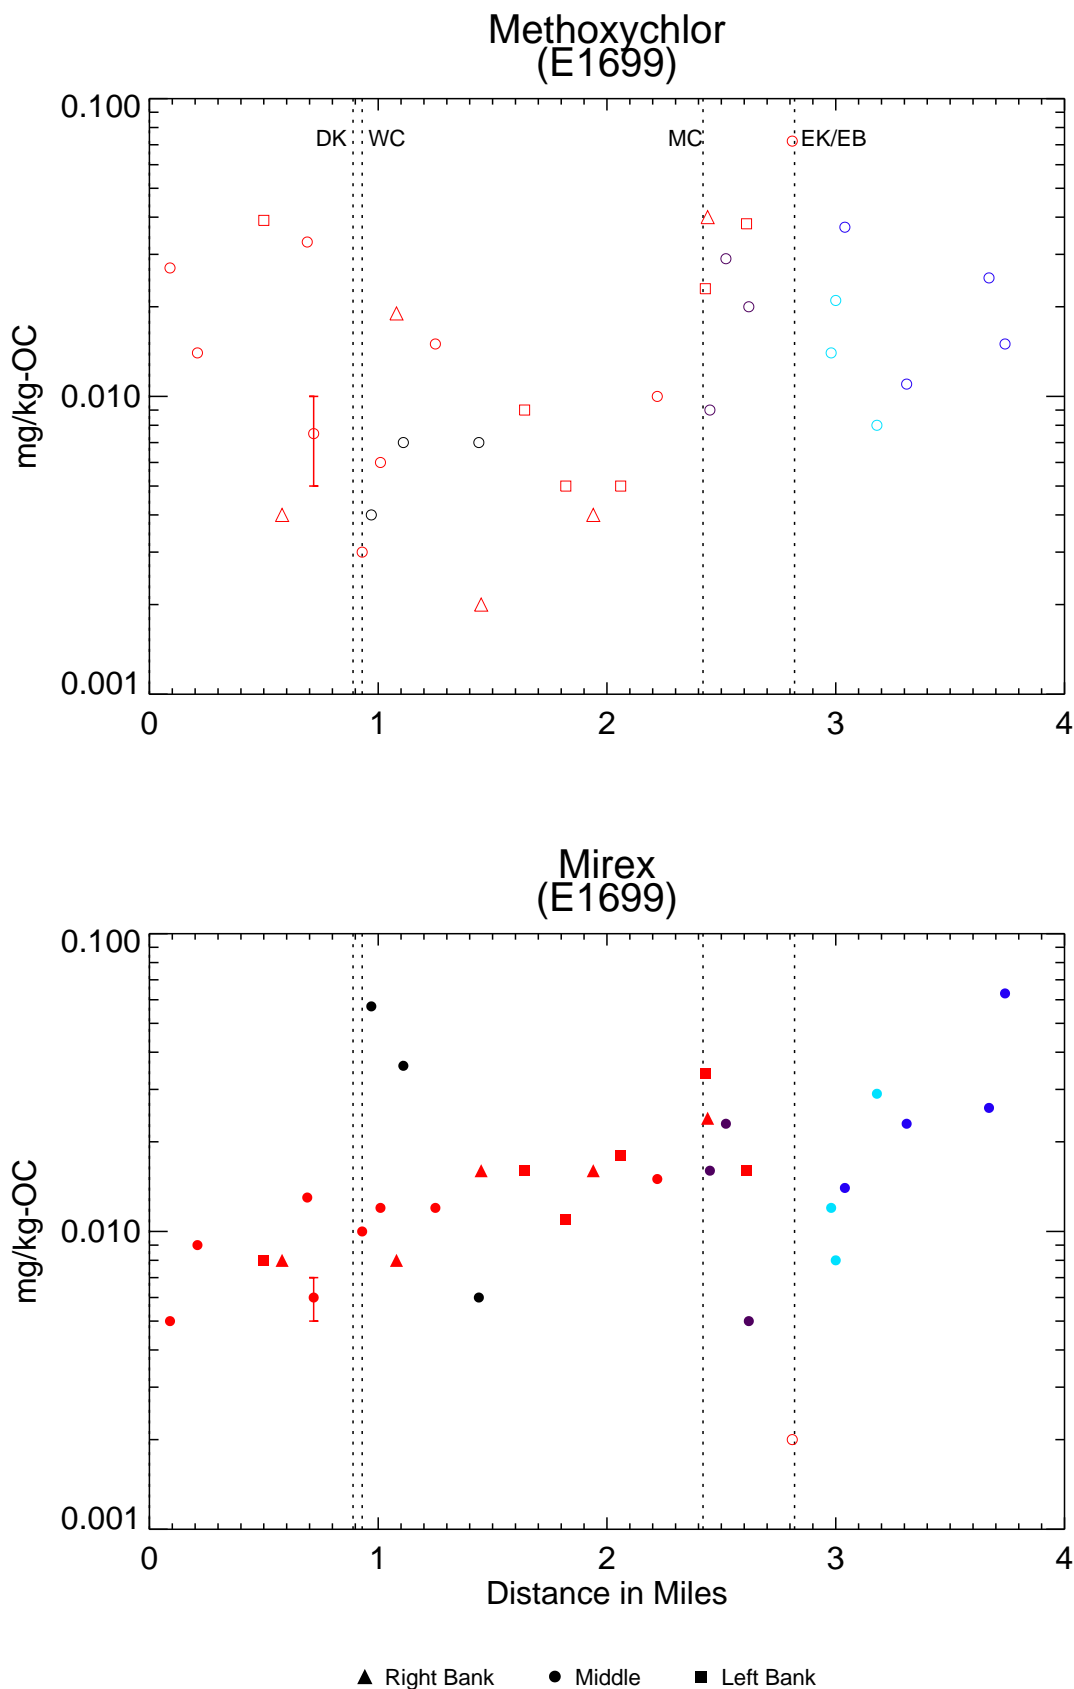 Methoxychlor
(E1699)
0.100
DK WC MC EK/EB
mg/kg-OC
0.010
0.001
0 1 2 3 4
Mirex
(E1699)
0.100
mg/kg-OC
0.010
0.001
0 1 2 3 4
Distance in Miles
Right Bank Middle Left Bank